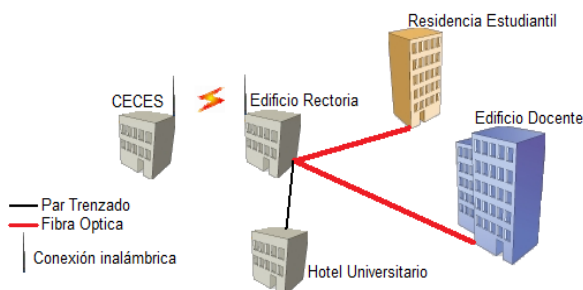 Residencia Estudiantil
CECES
Edificio Rectoria
Edificio Docente
Par Trenzado
Fibra Optica
Conexión inalámbrica
Hotel Universitario